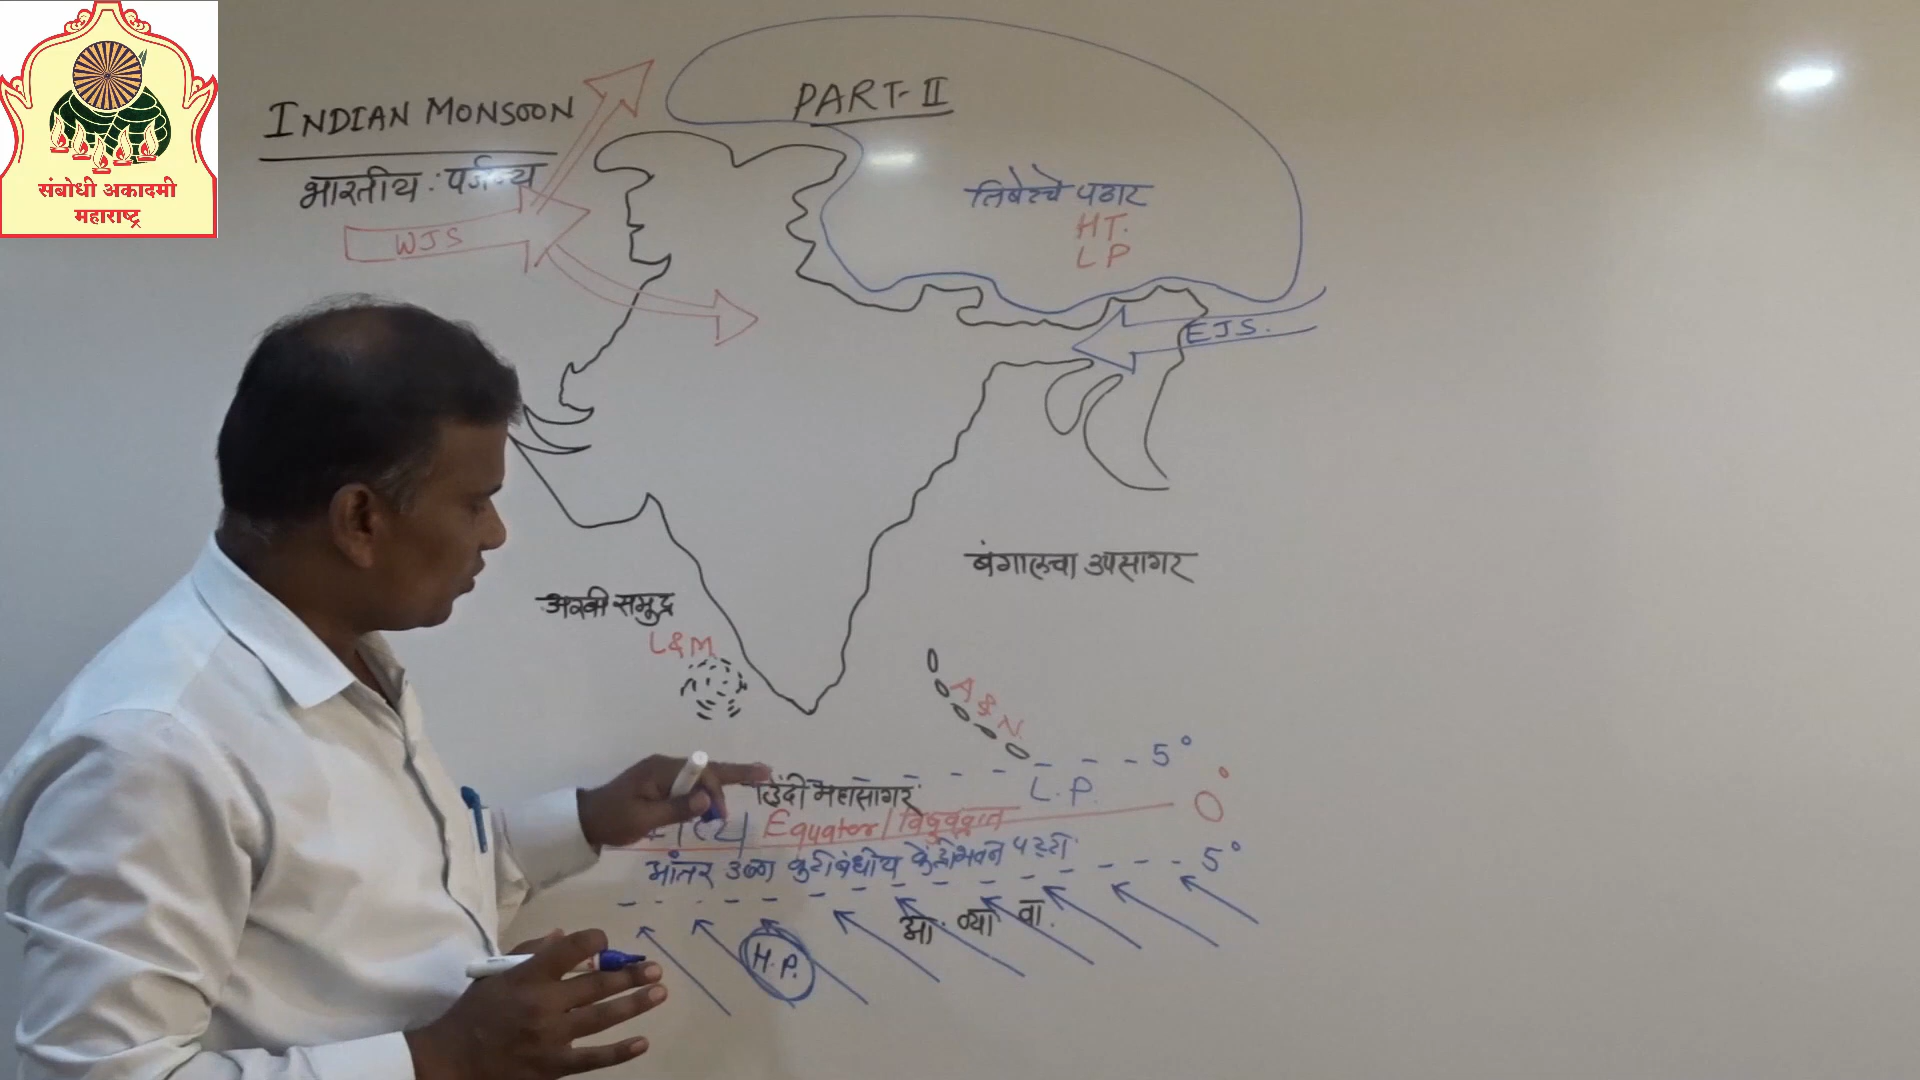 संबोधी अकादमी
महाराष्ट्र
INDIAN MONSOON
भारतीय पर्जन्य
PART-II
WJS
तिबेटचे पठार
HT.
LP
EJS.
बंगालचा उपसागर
अरबी समुद्र
L&M
A & N
5°
हिंदी महासागर
L.P.
0°
Equator/विषुववृत्त
आंतर उष्ण कटीबंधीय केंद्रीभवन पट्टी
5°
आ. व्या वा.
H.P.